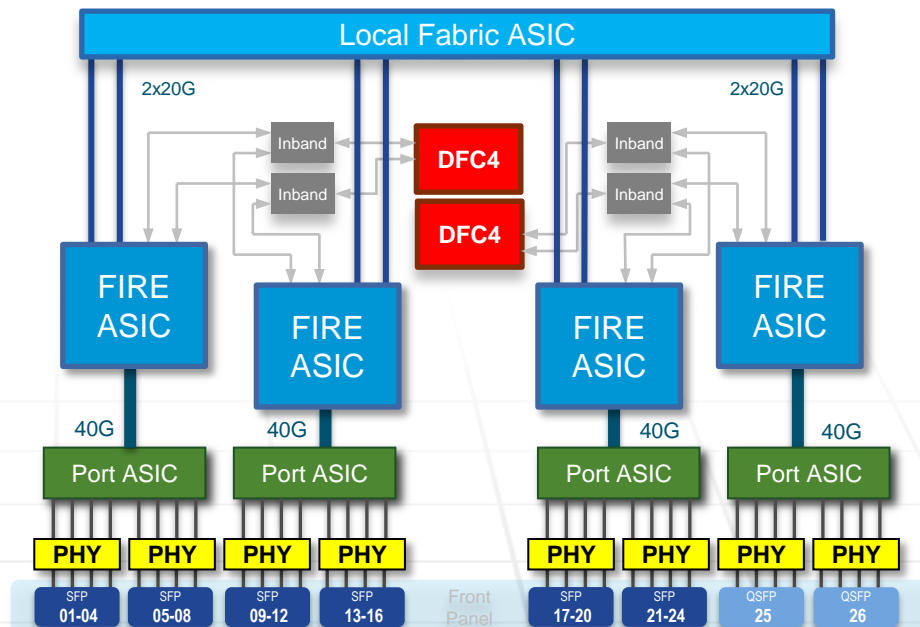 Local Fabric ASIC
2x20G
2x20G
Inband
Inband
DFC4
DFC4
Inband
Inband
FIRE
ASIC
FIRE
ASIC
FIRE
ASIC
FIRE
ASIC
40G
40G
40G
40G
Port ASIC
Port ASIC
Port ASIC
Port ASIC
PHY
PHY
PHY
PHY
PHY
PHY
PHY
PHY
SFP
01-04
SFP
05-08
SFP
09-12
SFP
13-16
Front
Panel
SFP
17-20
SFP
21-24
QSFP
25
QSFP
26